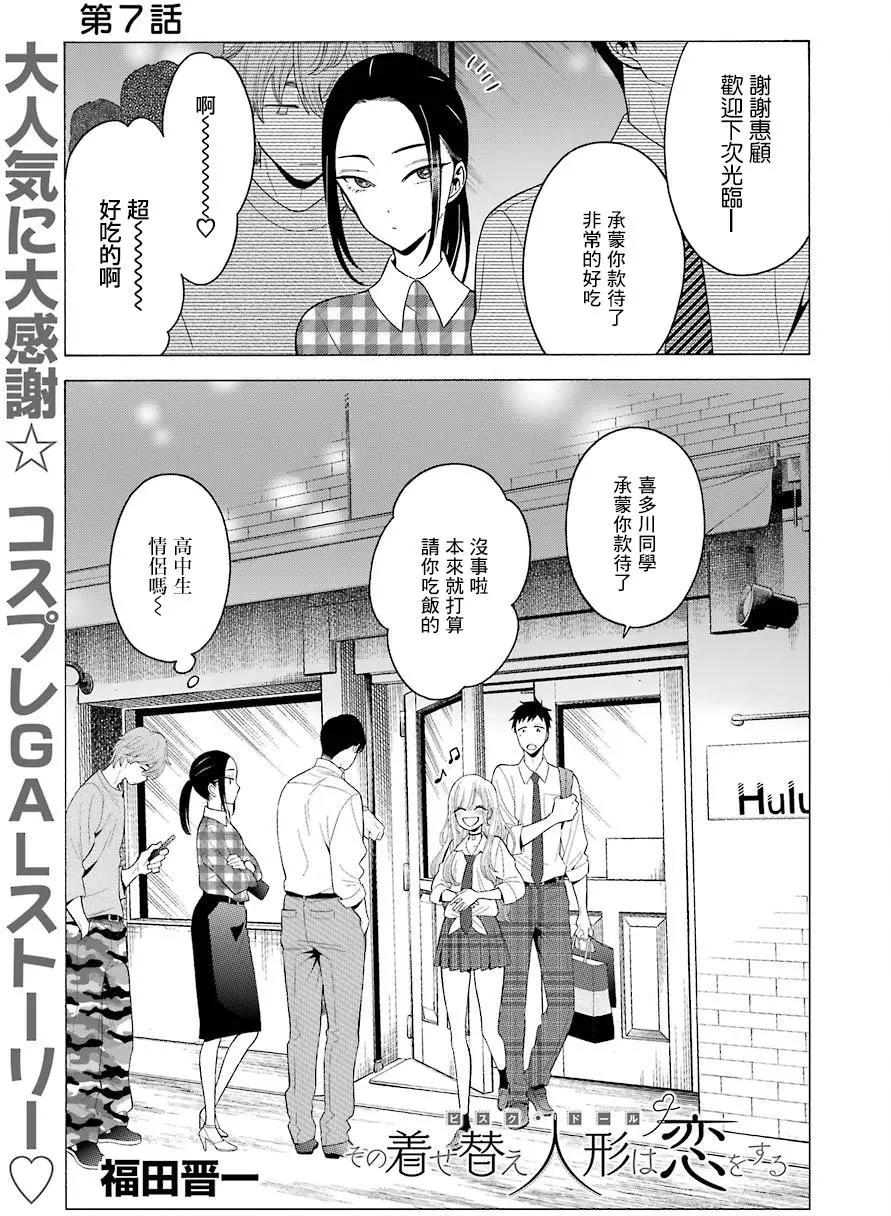 第7話
大人気に大感謝☆ コスプレGALストーリー♡
謝謝惠顧
歡迎下次光臨ー
承蒙你款待了
非常的好吃
啊~~~~~~♡
超~~~~
好吃的啊
喜多川同學
承蒙你款待了
沒事啦
本來就打算
請你吃飯的
高中生
情侶嗎~
♪♫
Hulu
ビスク・ドール
その着せ替え人形は恋をする
福田晋一